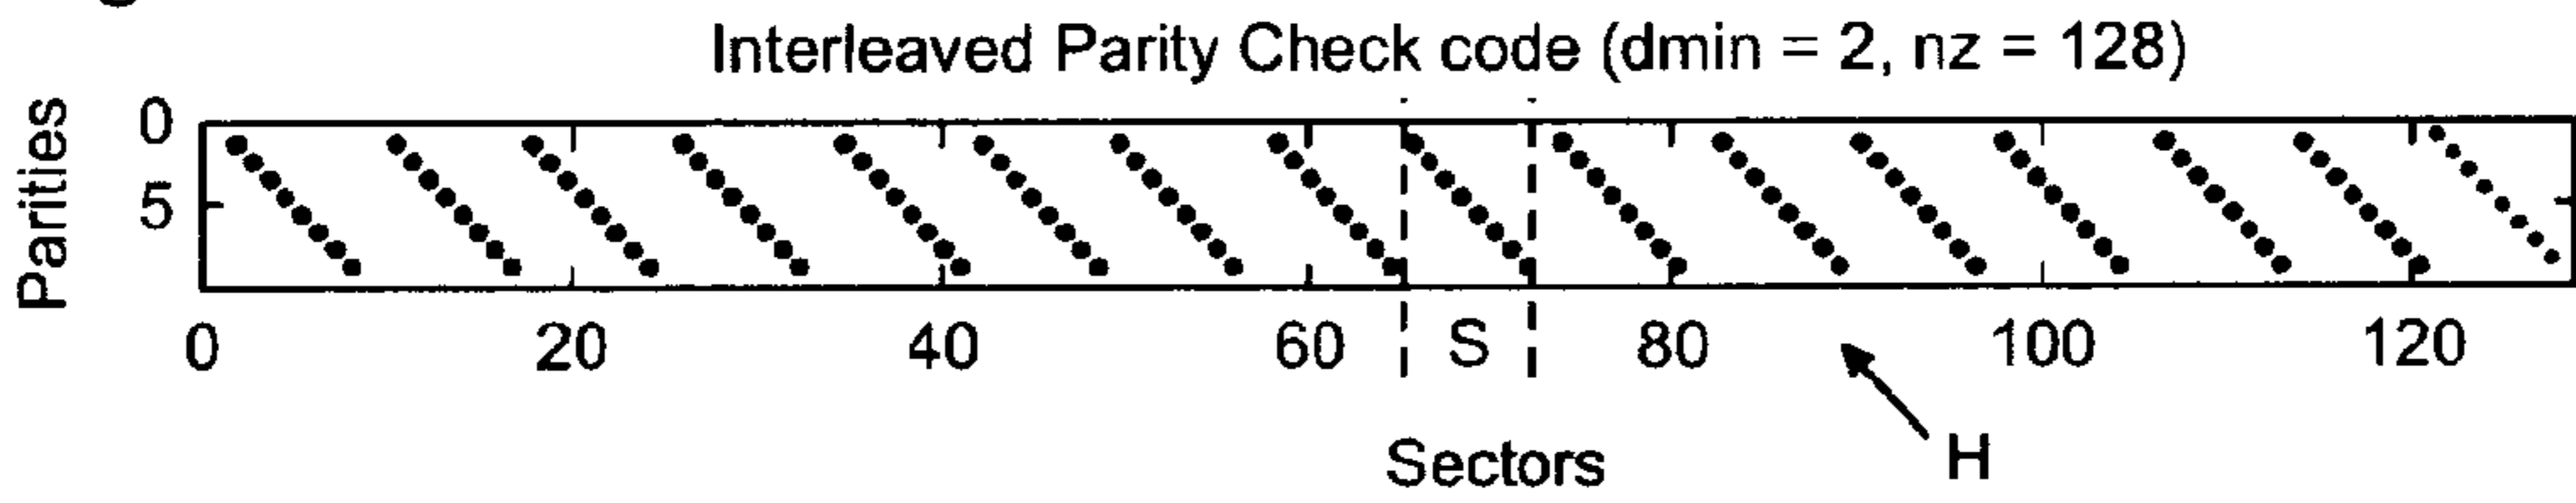 Interleaved Parity Check code (dmin = 2, nz = 128)
Parities
0
5
0 20 40 60 S 80 100 120
Sectors
H